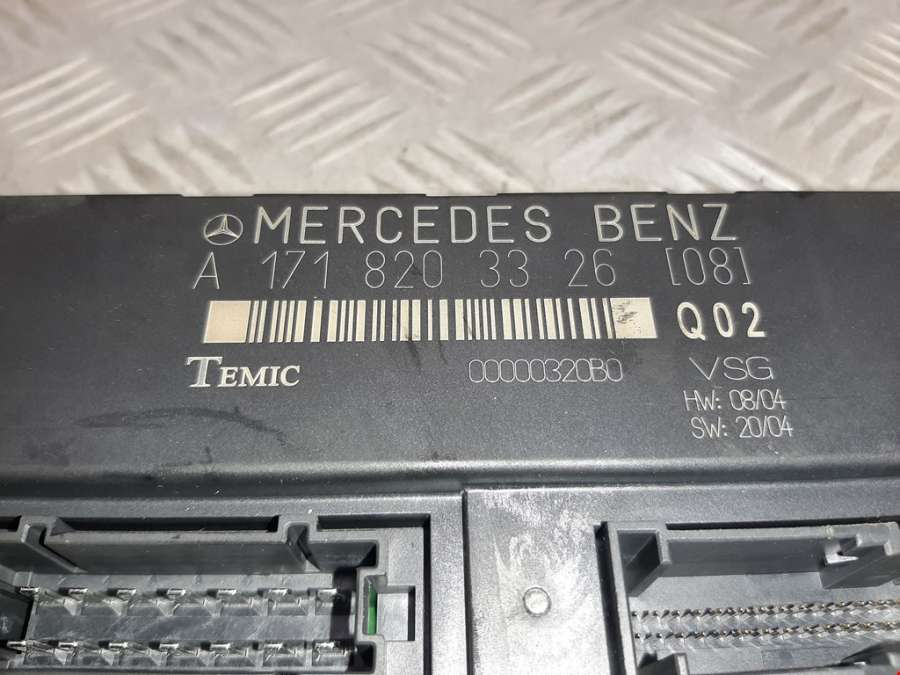 MERCEDES BENZ
A 171 820 33 26 [08]
Q02
TEMIC 00000320B0 VSG
HW: 08/04
SW: 20/04